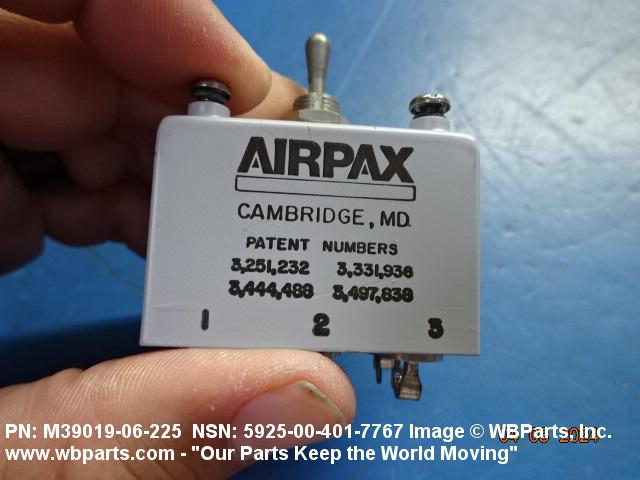 AIRPAX
CAMBRIDGE, MD.
PATENT NUMBERS
3,251,232 3,331,936
3,444,488 3,497,838
1 2 3
PN: M39019-06-225 NSN: 5925-00-401-7767 Image © WBParts, Inc.
www.wbparts.com - "Our Parts Keep the World Moving"